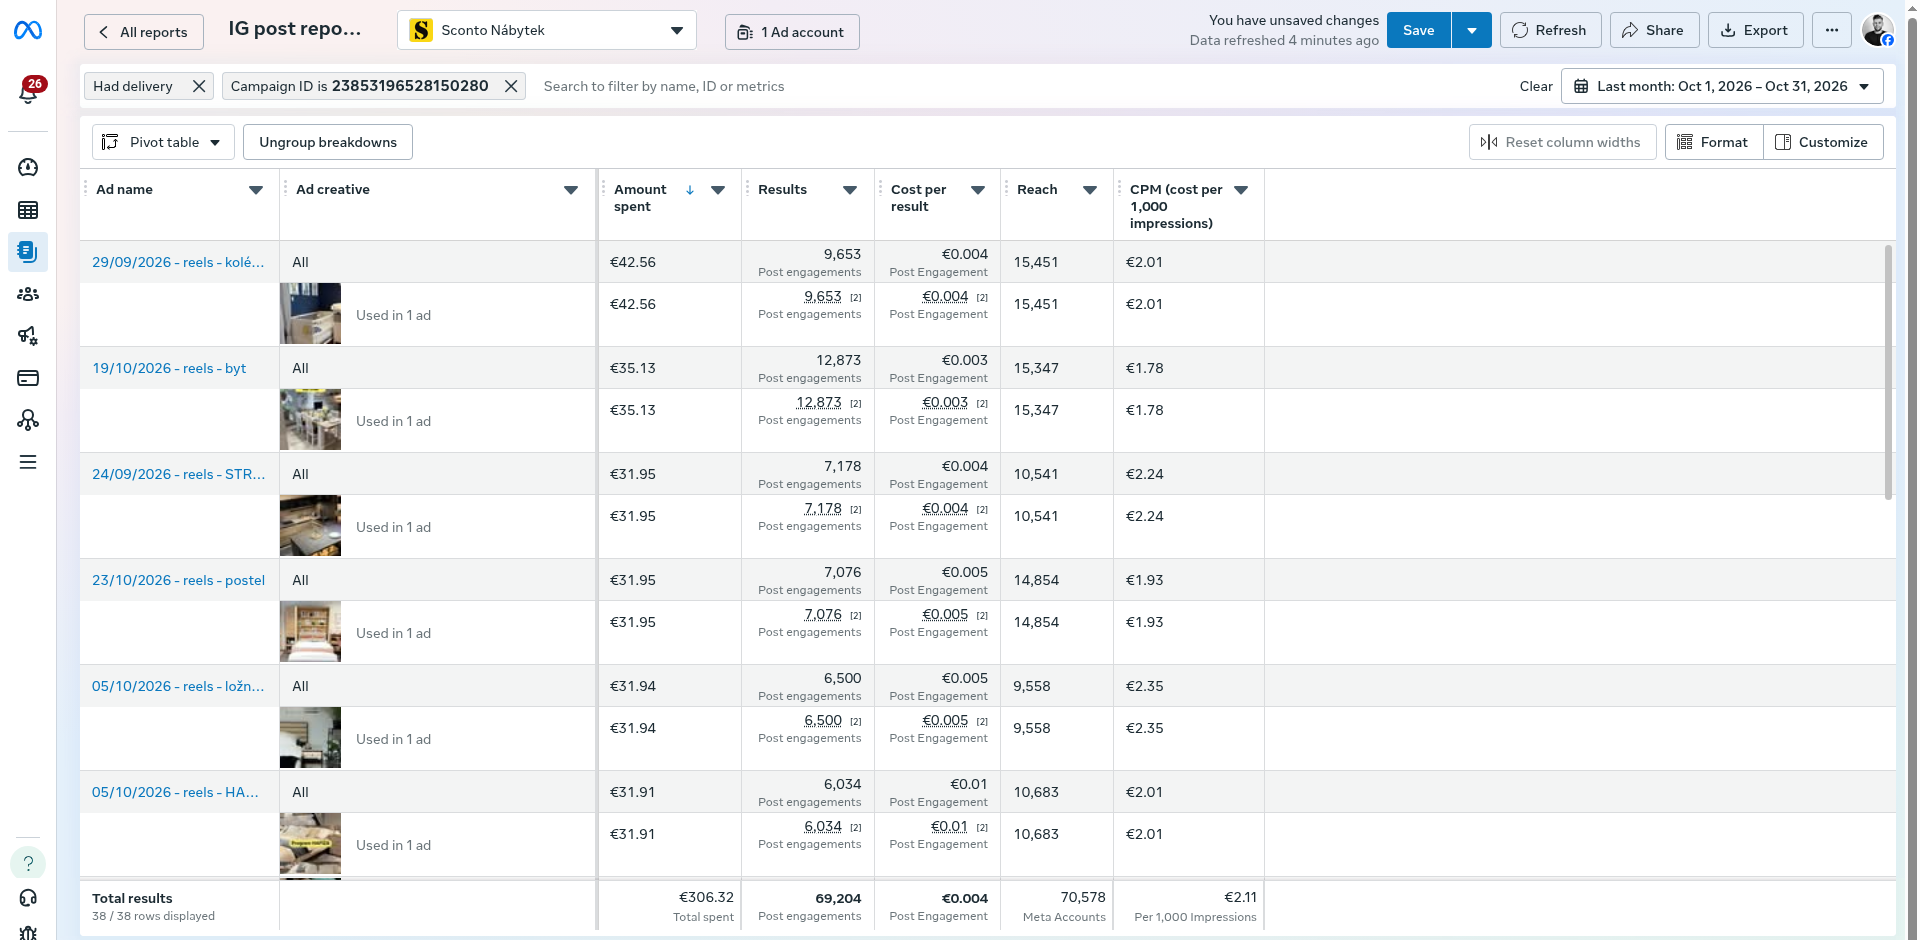 All reports
IG post repo...
Sconto Nábytek
1 Ad account
You have unsaved changes
Data refreshed 4 minutes ago
Save
Refresh
Share
Export
26
Had delivery
Campaign ID is 23853196528150280
Search to filter by name, ID or metrics
Clear
Last month: Oct 1, 2026 – Oct 31, 2026
Pivot table
Ungroup breakdowns
Reset column widths
Format
Customize
Ad name
Ad creative
Amount spent
Results
Cost per result
Reach
CPM (cost per 1,000 impressions)
29/09/2026 - reels - kolé...
All
€42.56
9,653
Post engagements
€0.004
Post Engagement
15,451
€2.01
Used in 1 ad
€42.56
9,653 [2]
Post engagements
€0.004 [2]
Post Engagement
15,451
€2.01
19/10/2026 - reels - byt
All
€35.13
12,873
Post engagements
€0.003
Post Engagement
15,347
€1.78
Used in 1 ad
€35.13
12,873 [2]
Post engagements
€0.003 [2]
Post Engagement
15,347
€1.78
24/09/2026 - reels - STR...
All
€31.95
7,178
Post engagements
€0.004
Post Engagement
10,541
€2.24
Used in 1 ad
€31.95
7,178 [2]
Post engagements
€0.004 [2]
Post Engagement
10,541
€2.24
23/10/2026 - reels - postel
All
€31.95
7,076
Post engagements
€0.005
Post Engagement
14,854
€1.93
Used in 1 ad
€31.95
7,076 [2]
Post engagements
€0.005 [2]
Post Engagement
14,854
€1.93
05/10/2026 - reels - ložn...
All
€31.94
6,500
Post engagements
€0.005
Post Engagement
9,558
€2.35
Used in 1 ad
€31.94
6,500 [2]
Post engagements
€0.005 [2]
Post Engagement
9,558
€2.35
05/10/2026 - reels - HA...
All
€31.91
6,034
Post engagements
€0.01
Post Engagement
10,683
€2.01
Used in 1 ad
€31.91
6,034 [2]
Post engagements
€0.01 [2]
Post Engagement
10,683
€2.01
Total results
38 / 38 rows displayed
€306.32
Total spent
69,204
Post engagements
€0.004
Post Engagement
70,578
Meta Accounts
€2.11
Per 1,000 Impressions